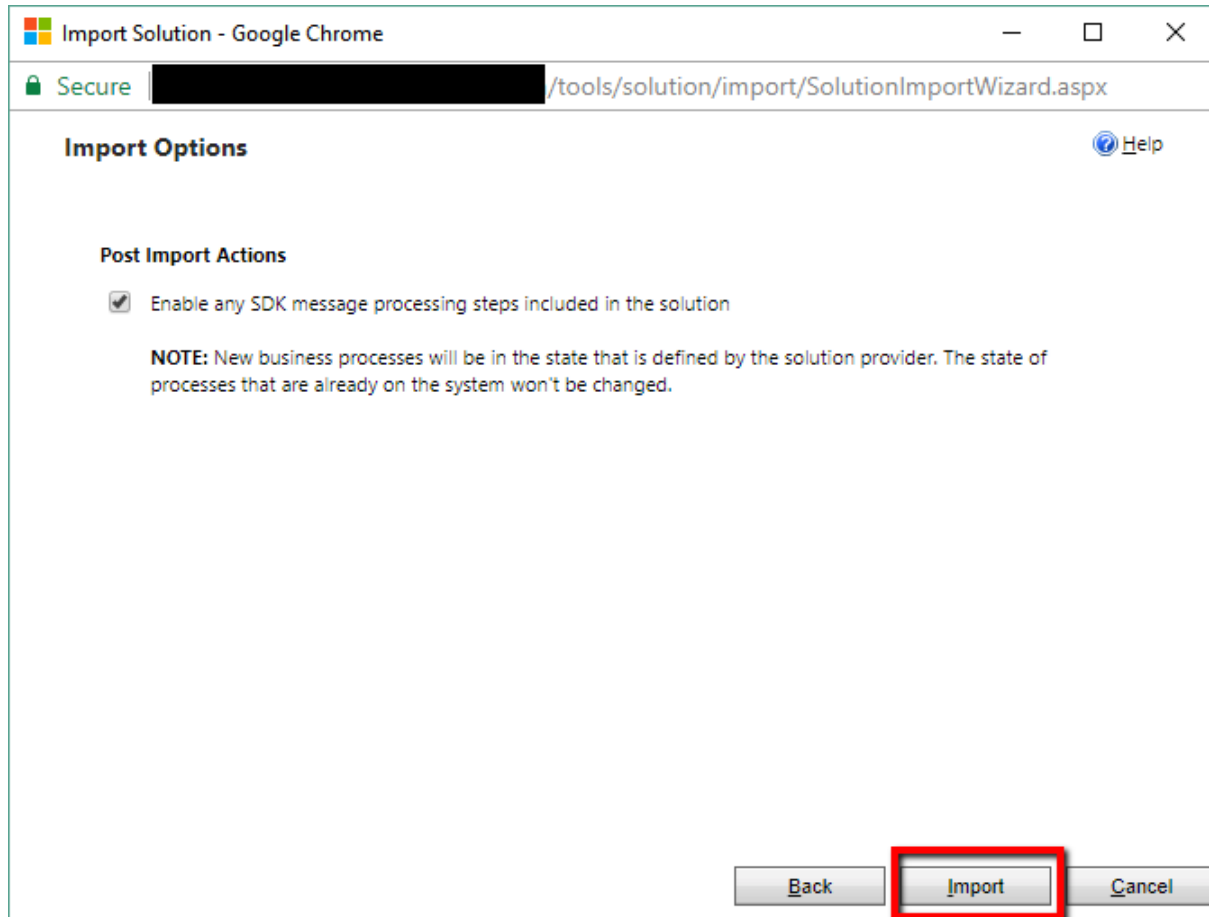 Import Solution - Google Chrome
Secure /tools/solution/import/SolutionImportWizard.aspx
Import Options
Help
Post Import Actions
Enable any SDK message processing steps included in the solution
NOTE: New business processes will be in the state that is defined by the solution provider. The state of
processes that are already on the system won't be changed.
Back Import Cancel